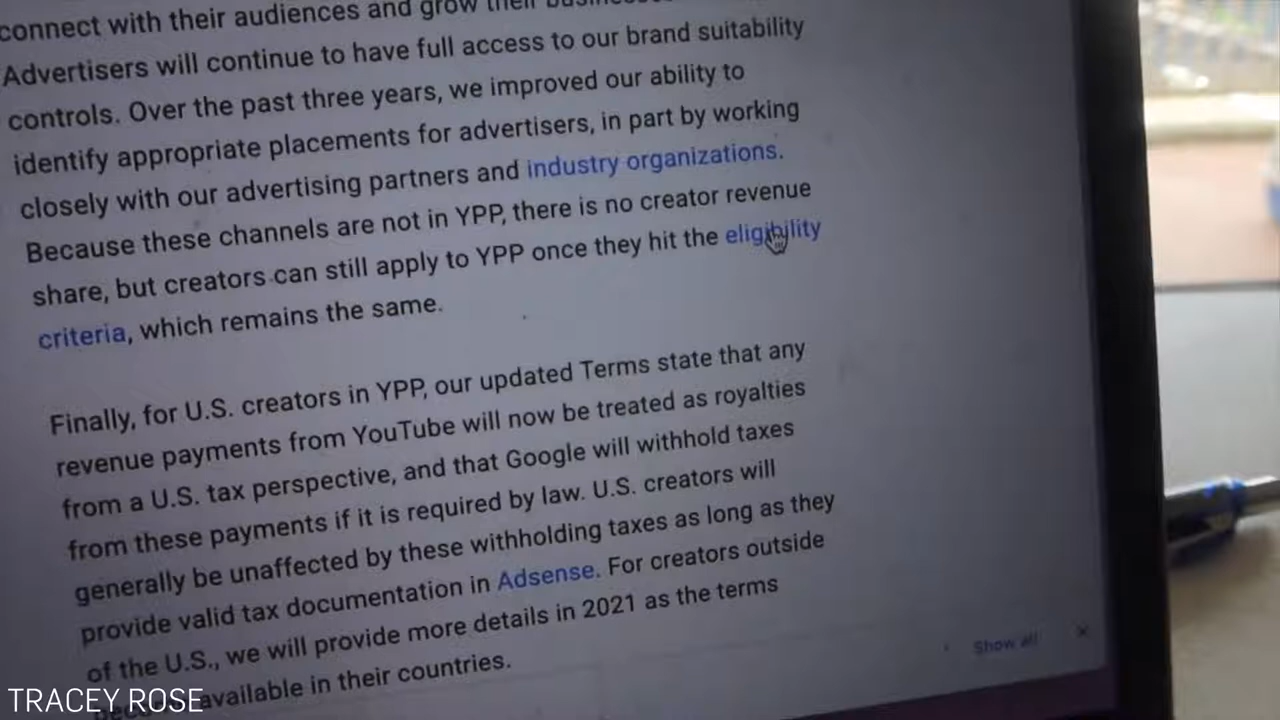 connect with their audiences and grow their
Advertisers will continue to have full access to our brand suitability
controls. Over the past three years, we improved our ability to
identify appropriate placements for advertisers, in part by working
closely with our advertising partners and industry organizations.
Because these channels are not in YPP, there is no creator revenue
share, but creators can still apply to YPP once they hit the eligibility
criteria, which remains the same.
Finally, for U.S. creators in YPP, our updated Terms state that any
revenue payments from YouTube will now be treated as royalties
from a U.S. tax perspective, and that Google will withhold taxes
from these payments if it is required by law. U.S. creators will
generally be unaffected by these withholding taxes as long as they
provide valid tax documentation in Adsense. For creators outside
of the U.S., we will provide more details in 2021 as the terms
available in their countries.
Show all
TRACEY ROSE